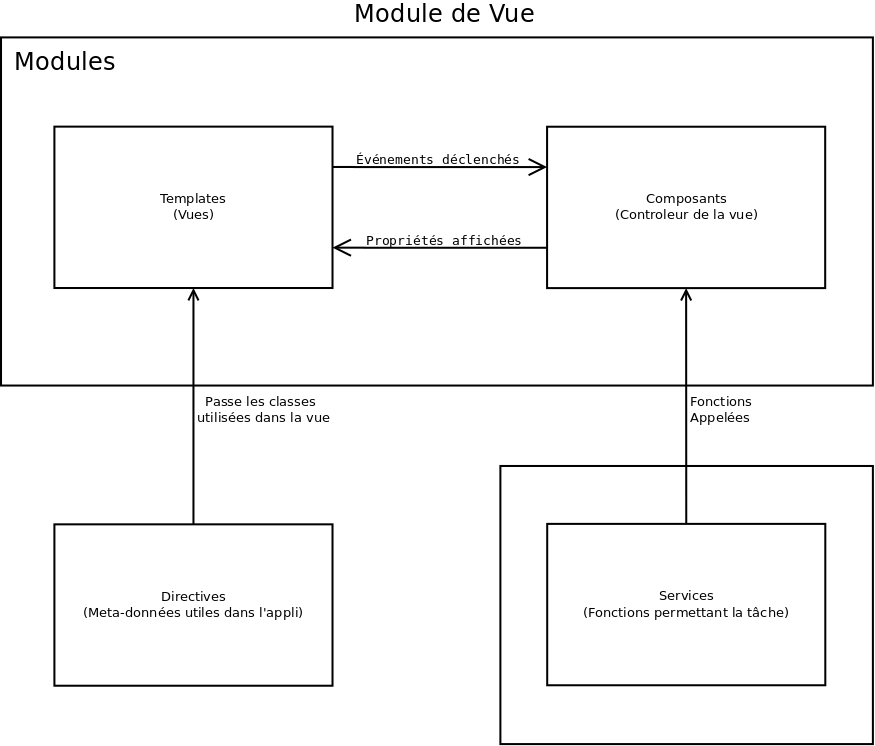 Module de Vue
Modules
Événements déclenchés
Templates
(Vues)
Composants
(Controleur de la vue)
Propriétés affichées
Passe les classes
utilisées dans la vue
Fonctions
Appelées
Directives
(Meta-données utiles dans l'appli)
Services
(Fonctions permettant la tâche)